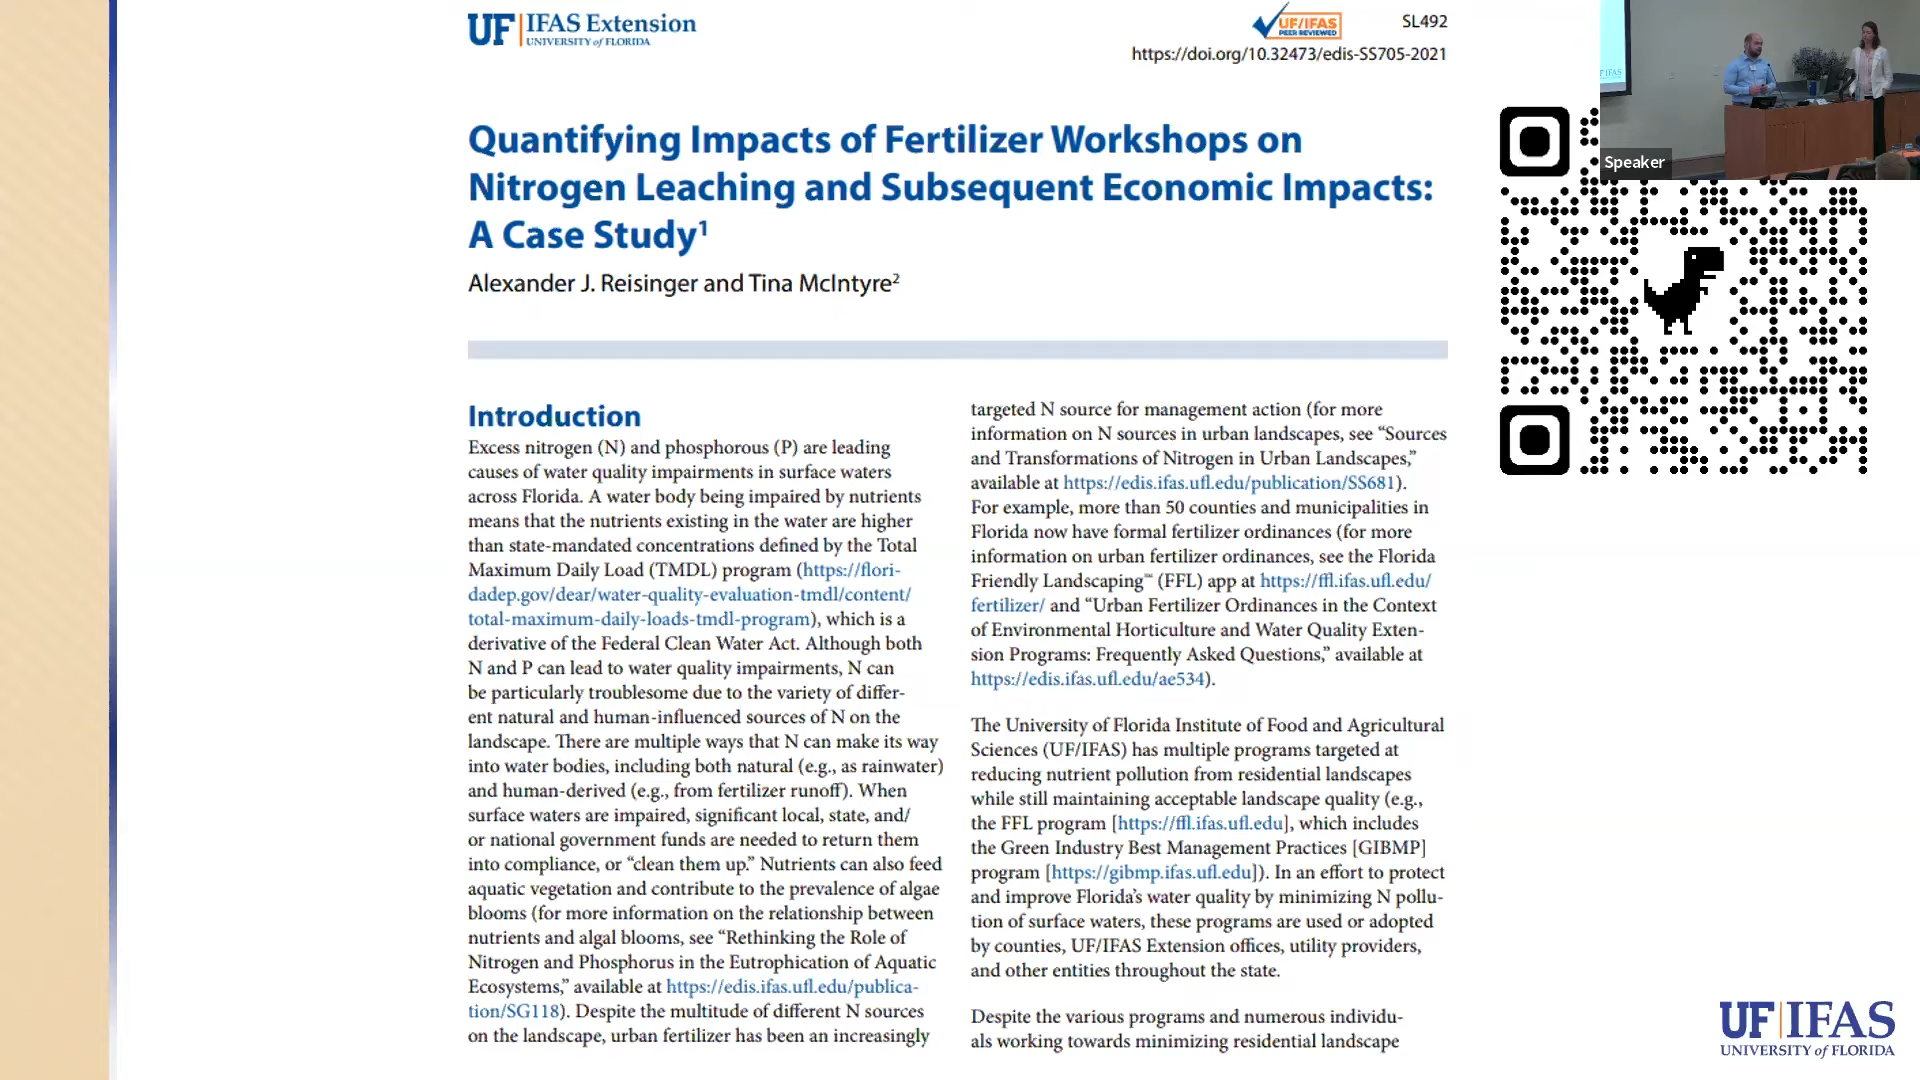 UF IFAS Extension
UNIVERSITY of FLORIDA
UF/IFAS
PEER REVIEWED
SL492
https://doi.org/10.32473/edis-SS705-2021
Quantifying Impacts of Fertilizer Workshops on
Nitrogen Leaching and Subsequent Economic Impacts:
A Case Study1
Alexander J. Reisinger and Tina McIntyre2
Introduction
Excess nitrogen (N) and phosphorous (P) are leading
causes of water quality impairments in surface waters
across Florida. A water body being impaired by nutrients
means that the nutrients existing in the water are higher
than state-mandated concentrations defined by the Total
Maximum Daily Load (TMDL) program (https://flori-
dadep.gov/dear/water-quality-evaluation-tmdl/content/
total-maximum-daily-loads-tmdl-program), which is a
derivative of the Federal Clean Water Act. Although both
N and P can lead to water quality impairments, N can
be particularly troublesome due to the variety of differ-
ent natural and human-influenced sources of N on the
landscape. There are multiple ways that N can make its way
into water bodies, including both natural (e.g., as rainwater)
and human-derived (e.g., from fertilizer runoff). When
surface waters are impaired, significant local, state, and/
or national government funds are needed to return them
into compliance, or “clean them up.” Nutrients can also feed
aquatic vegetation and contribute to the prevalence of algae
blooms (for more information on the relationship between
nutrients and algal blooms, see “Rethinking the Role of
Nitrogen and Phosphorus in the Eutrophication of Aquatic
Ecosystems,” available at https://edis.ifas.ufl.edu/publica-
tion/SG118). Despite the multitude of different N sources
on the landscape, urban fertilizer has been an increasingly
targeted N source for management action (for more
information on N sources in urban landscapes, see “Sources
and Transformations of Nitrogen in Urban Landscapes,”
available at https://edis.ifas.ufl.edu/publication/SS681).
For example, more than 50 counties and municipalities in
Florida now have formal fertilizer ordinances (for more
information on urban fertilizer ordinances, see the Florida
Friendly Landscaping™ (FFL) app at https://ffl.ifas.ufl.edu/
fertilizer/ and “Urban Fertilizer Ordinances in the Context
of Environmental Horticulture and Water Quality Exten-
sion Programs: Frequently Asked Questions,” available at
https://edis.ifas.ufl.edu/ae534).
The University of Florida Institute of Food and Agricultural
Sciences (UF/IFAS) has multiple programs targeted at
reducing nutrient pollution from residential landscapes
while still maintaining acceptable landscape quality (e.g.,
the FFL program [https://ffl.ifas.ufl.edu], which includes
the Green Industry Best Management Practices [GIBMP]
program [https://gibmp.ifas.ufl.edu]). In an effort to protect
and improve Florida’s water quality by minimizing N pollu-
tion of surface waters, these programs are used or adopted
by counties, UF/IFAS Extension offices, utility providers,
and other entities throughout the state.
Despite the various programs and numerous individu-
als working towards minimizing residential landscape
Speaker
UF IFAS
UNIVERSITY of FLORIDA